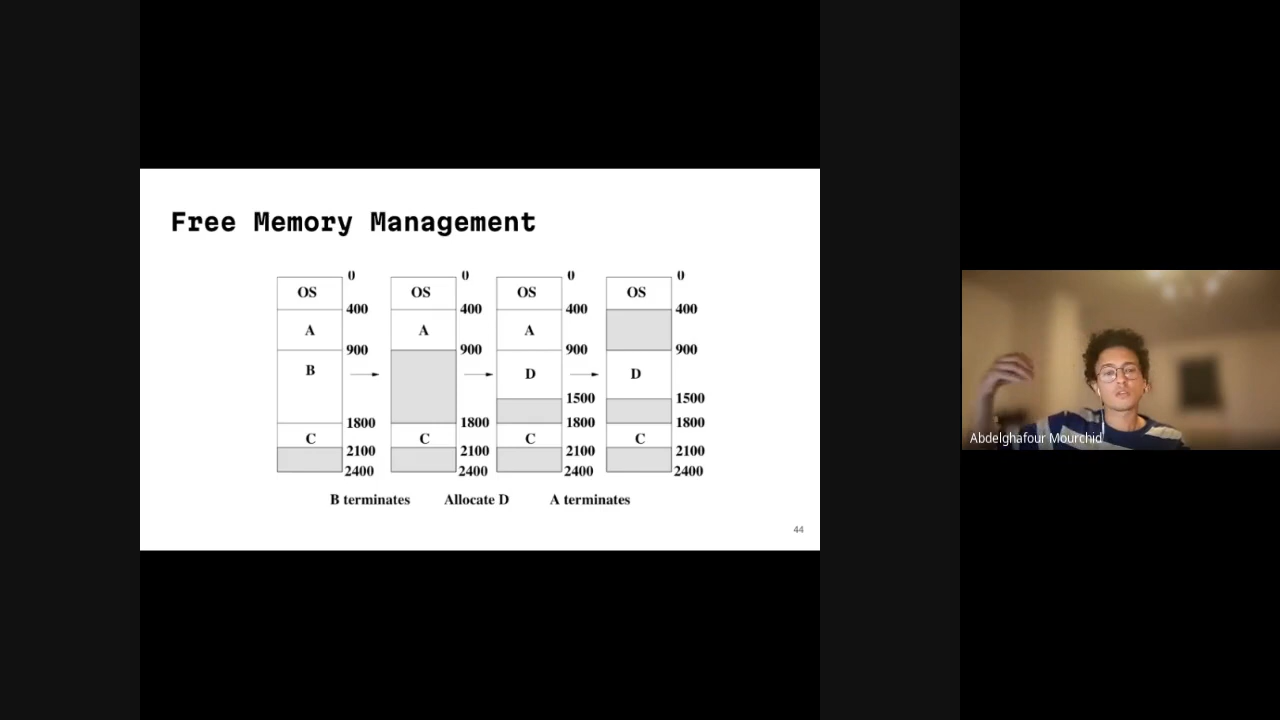 Free Memory Management
0 0 0 0
OS OS OS OS
400 400 400 400
A A A
900 900 900 900
B D D
1500 1500
1800 1800 1800 1800
C C C C
2100 2100 2100 2100
2400 2400 2400 2400
B terminates Allocate D A terminates
44
Abdelghafour Mourchid